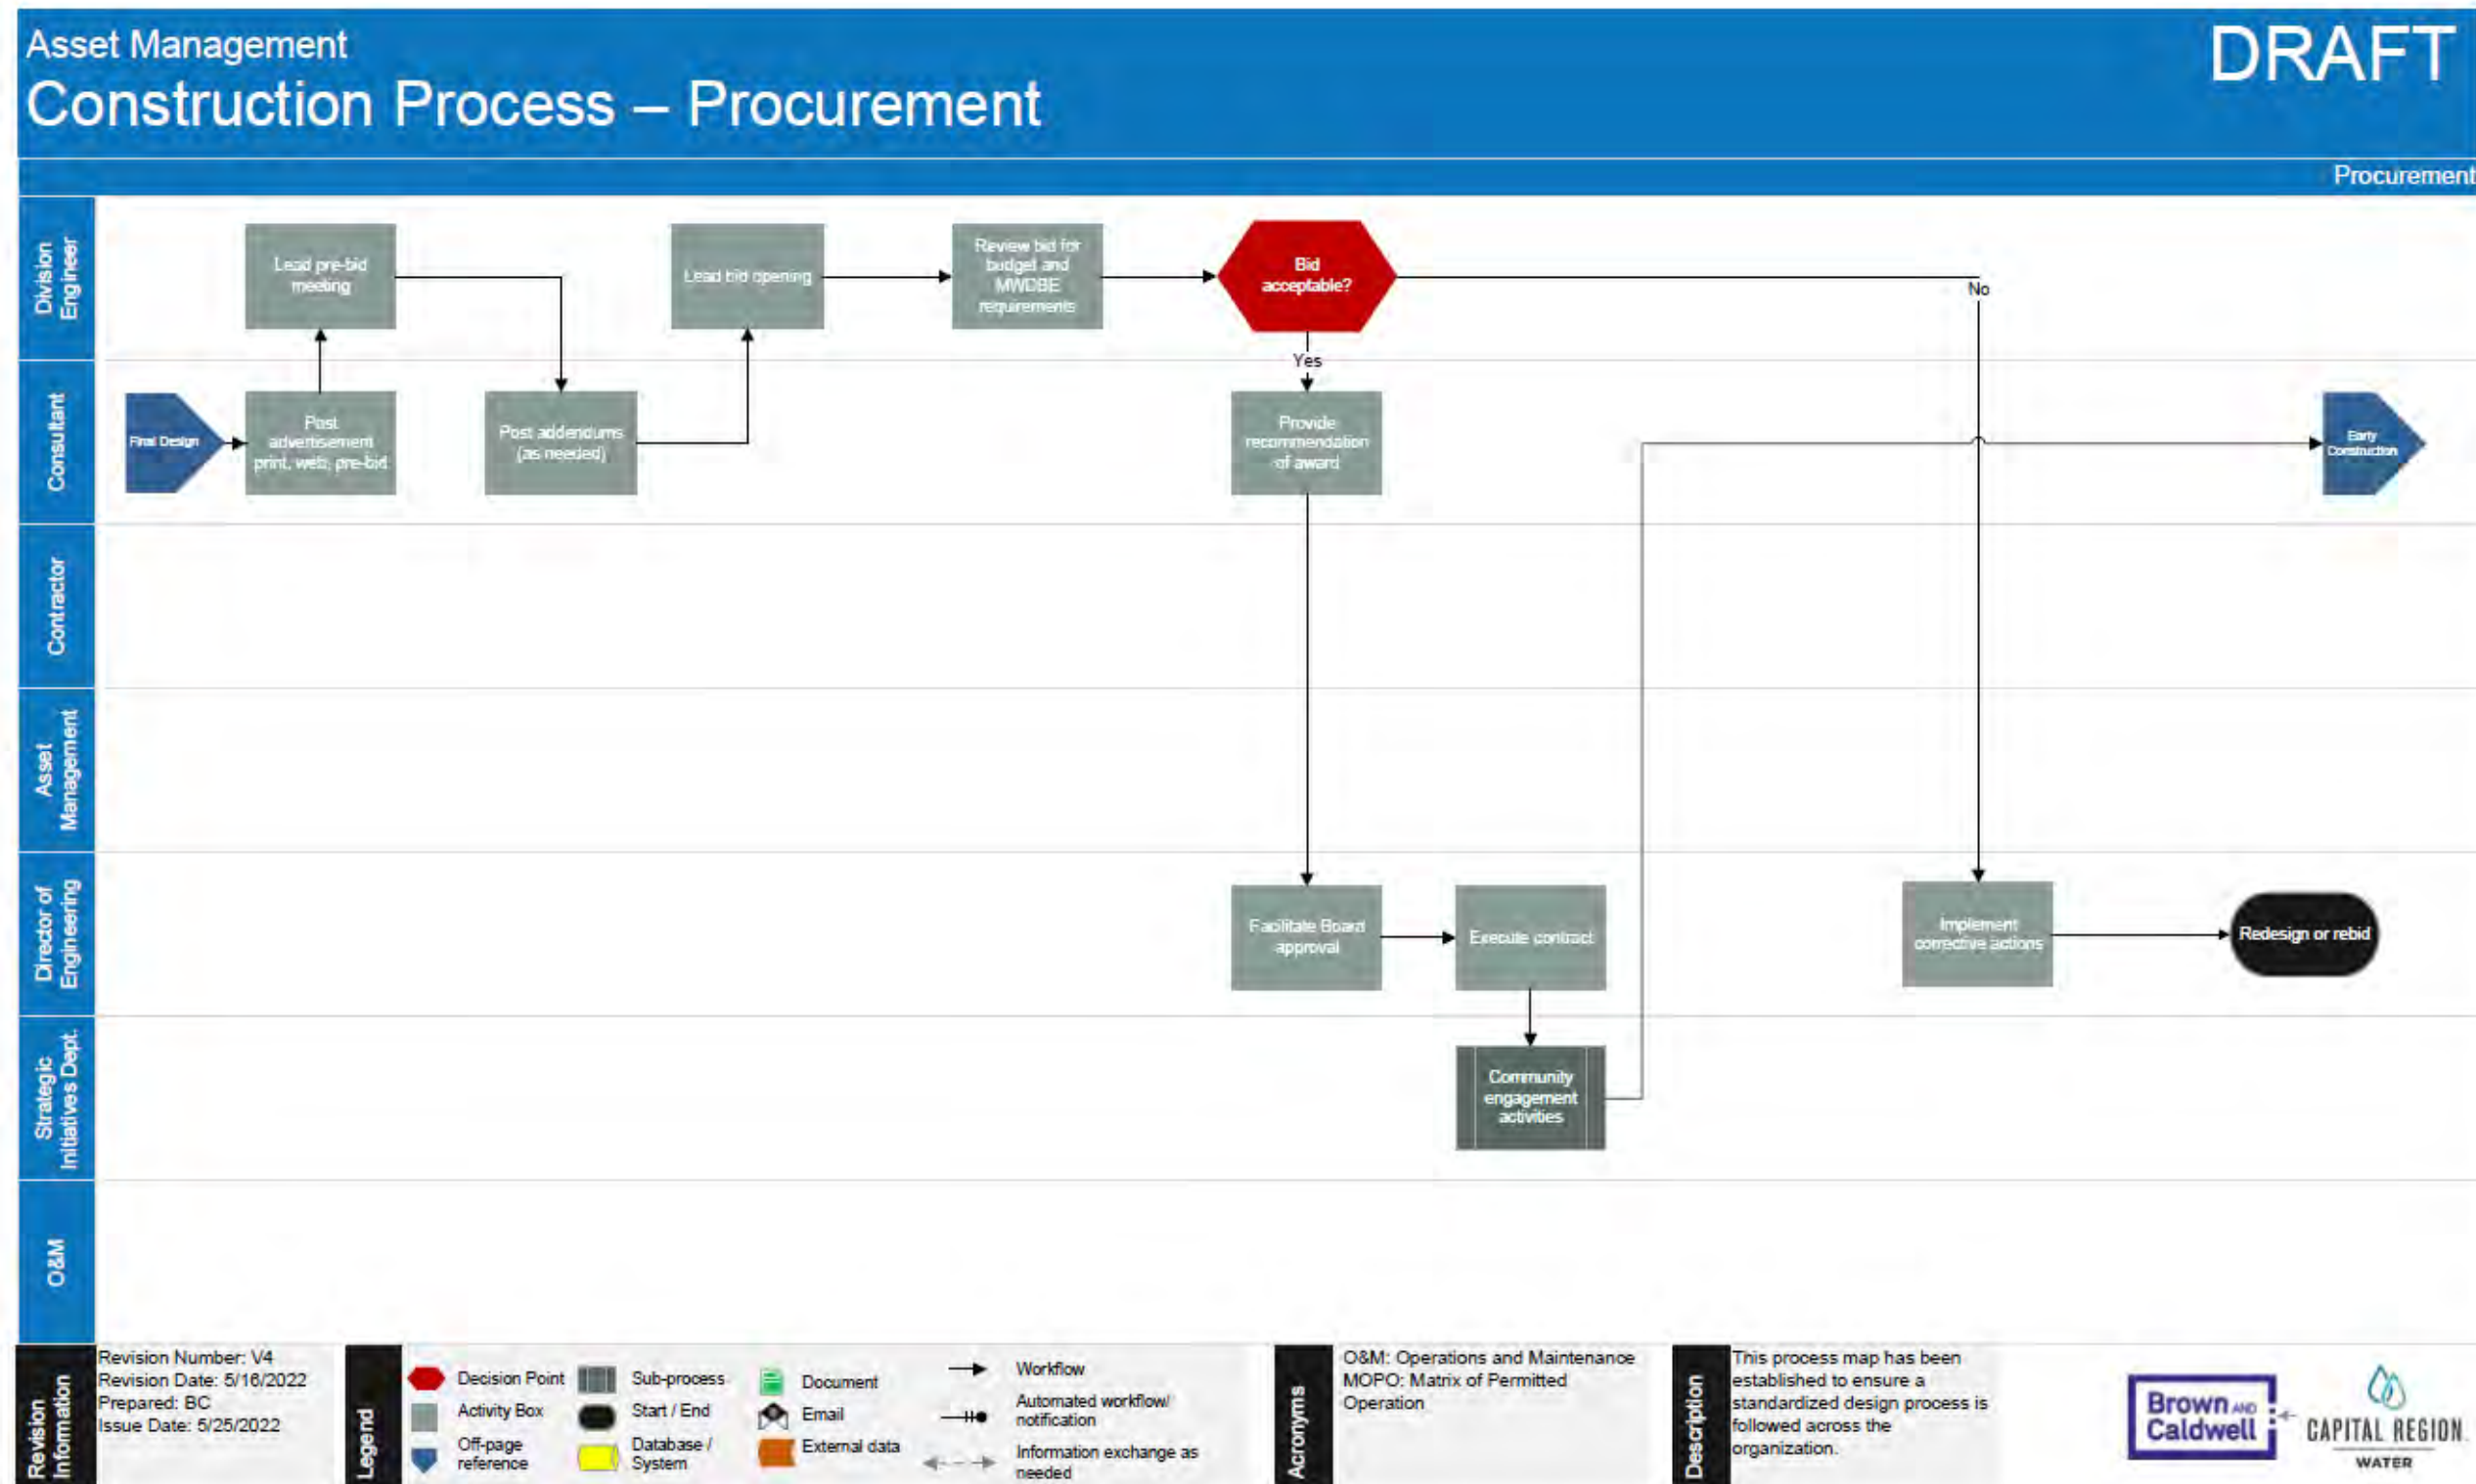 Asset Management
DRAFT
Construction Process – Procurement
Procurement
Division
Engineer
Lead pre-bid
meeting
Lead bid opening
Review bid for
budget and
MWDBE
requirements
Bid
acceptable?
No
Yes
Consultant
Final Design
Post
advertisement
print, web, pre-bid
Post addendums
(as needed)
Provide
recommendation
of award
Early
Construction
Contractor
Asset
Management
Director of
Engineering
Facilitate Board
approval
Execute contract
Implement
corrective actions
Redesign or rebid
Strategic
Initiatives Dept.
Community
engagement
activities
O&M
Revision
Information
Revision Number: V4
Revision Date: 5/16/2022
Prepared: BC
Issue Date: 5/25/2022
Legend
Decision Point
Activity Box
Off-page
reference
Sub-process
Start / End
Database /
System
Document
Email
External data
Workflow
Automated workflow/
notification
Information exchange as
needed
Acronyms
O&M: Operations and Maintenance
MOPO: Matrix of Permitted
Operation
Description
This process map has been
established to ensure a
standardized design process is
followed across the
organization.
Brown AND
Caldwell
CAPITAL REGION
WATER